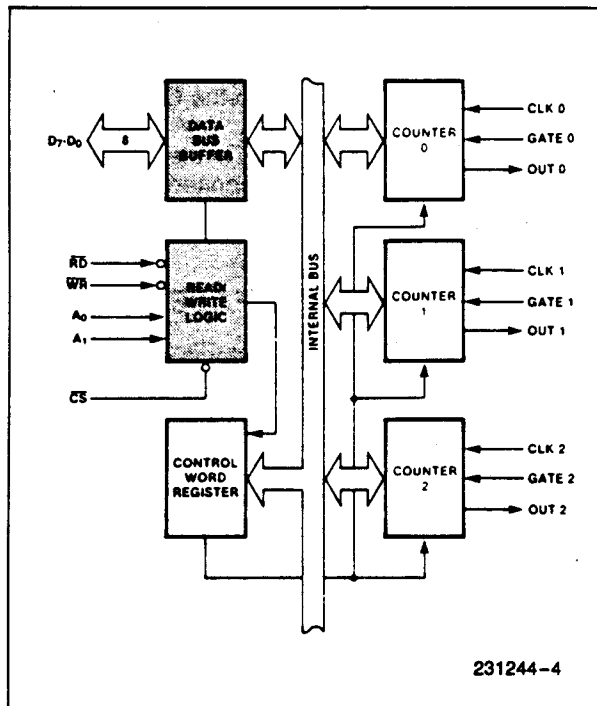 DATA
BUS
BUFFER
D7-D0
8
COUNTER
0
CLK 0
GATE 0
OUT 0
RD
WR
A0
A1
CS
READ/
WRITE
LOGIC
INTERNAL BUS
COUNTER
1
CLK 1
GATE 1
OUT 1
CONTROL
WORD
REGISTER
COUNTER
2
CLK 2
GATE 2
OUT 2
231244-4